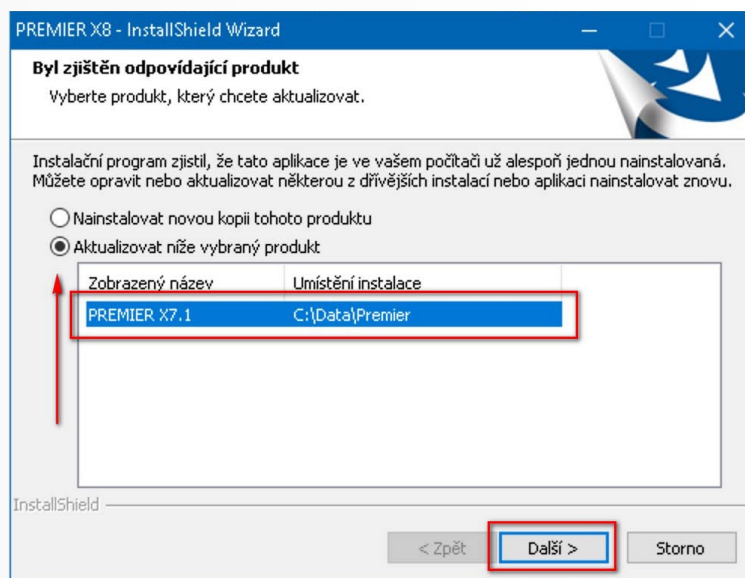 PREMIER X8 - InstallShield Wizard
Byl zjištěn odpovídající produkt
Vyberte produkt, který chcete aktualizovat.
Instalační program zjistil, že tato aplikace je ve vašem počítači už alespoň jednou nainstalovaná.
Můžete opravit nebo aktualizovat některou z dřívějších instalací nebo aplikaci nainstalovat znovu.
Nainstalovat novou kopii tohoto produktu
Aktualizovat níže vybraný produkt
Zobrazený název Umístění instalace
PREMIER X7.1 C:\Data\Premier
InstallShield
< Zpět Další > Storno